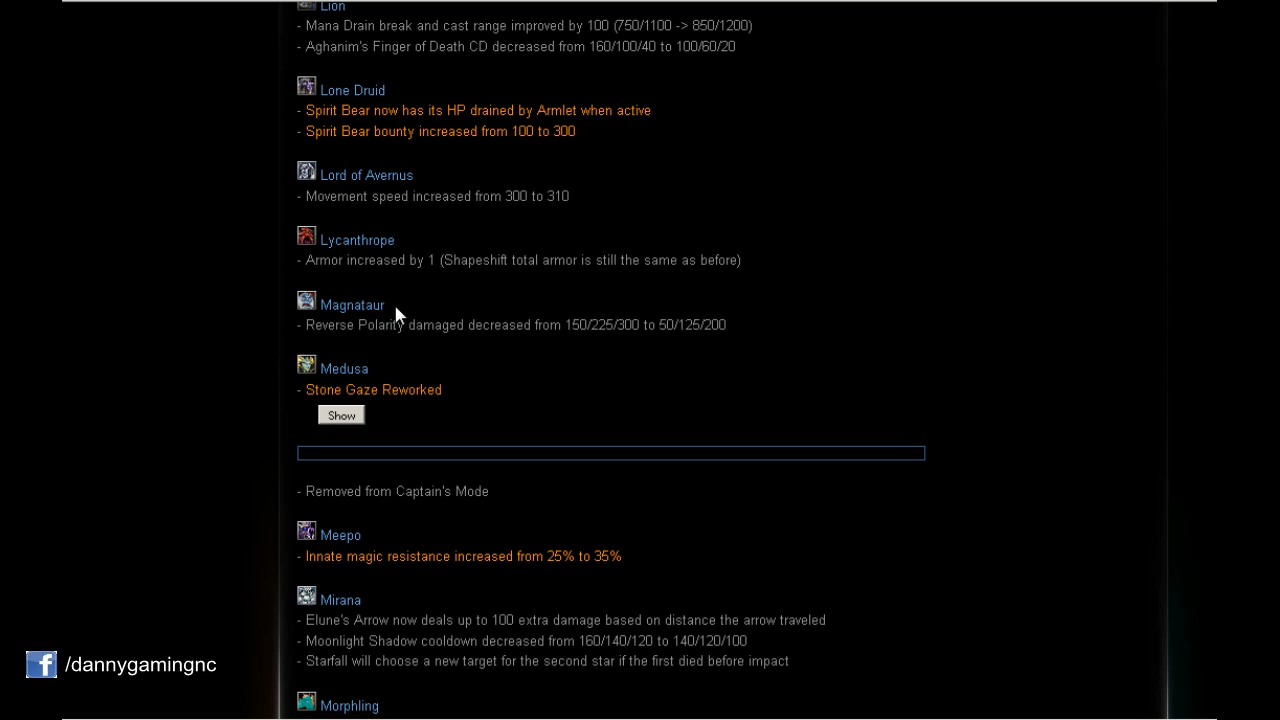 Lion
- Mana Drain break and cast range improved by 100 (750/1100 -> 850/1200)
- Aghanim's Finger of Death CD decreased from 160/100/40 to 100/60/20
Lone Druid
- Spirit Bear now has its HP drained by Armlet when active
- Spirit Bear bounty increased from 100 to 300
Lord of Avernus
- Movement speed increased from 300 to 310
Lycanthrope
- Armor increased by 1 (Shapeshift total armor is still the same as before)
Magnataur
- Reverse Polarity damaged decreased from 150/225/300 to 50/125/200
Medusa
- Stone Gaze Reworked
Show
- Removed from Captain's Mode
Meepo
- Innate magic resistance increased from 25% to 35%
Mirana
- Elune's Arrow now deals up to 100 extra damage based on distance the arrow traveled
- Moonlight Shadow cooldown decreased from 160/140/120 to 140/120/100
- Starfall will choose a new target for the second star if the first died before impact
f /dannygamingnc
Morphling